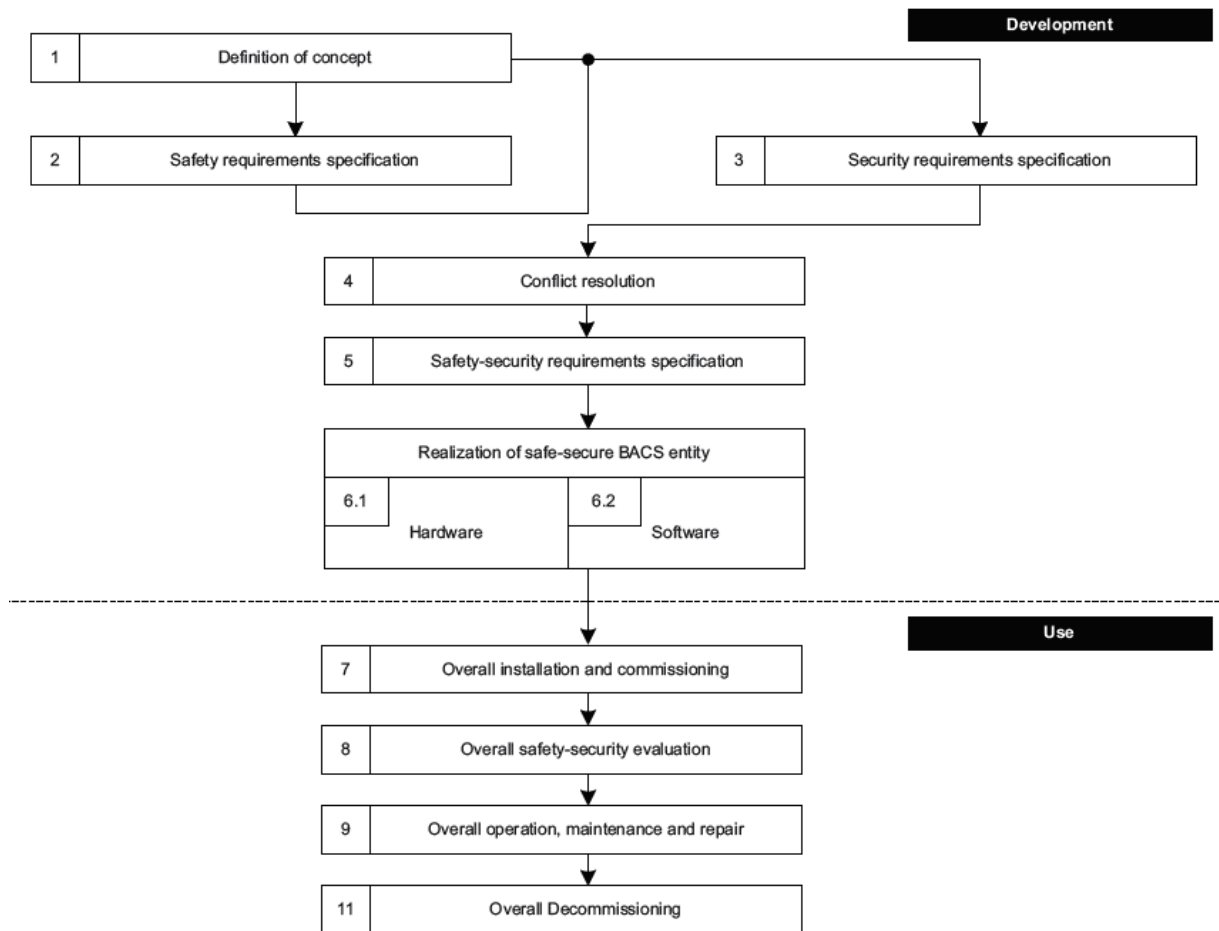 Development
1 Definition of concept
2 Safety requirements specification
3 Security requirements specification
4 Conflict resolution
5 Safety-security requirements specification
Realization of safe-secure BACS entity
6.1 6.2
Hardware Software
Use
7 Overall installation and commissioning
8 Overall safety-security evaluation
9 Overall operation, maintenance and repair
11 Overall Decommissioning